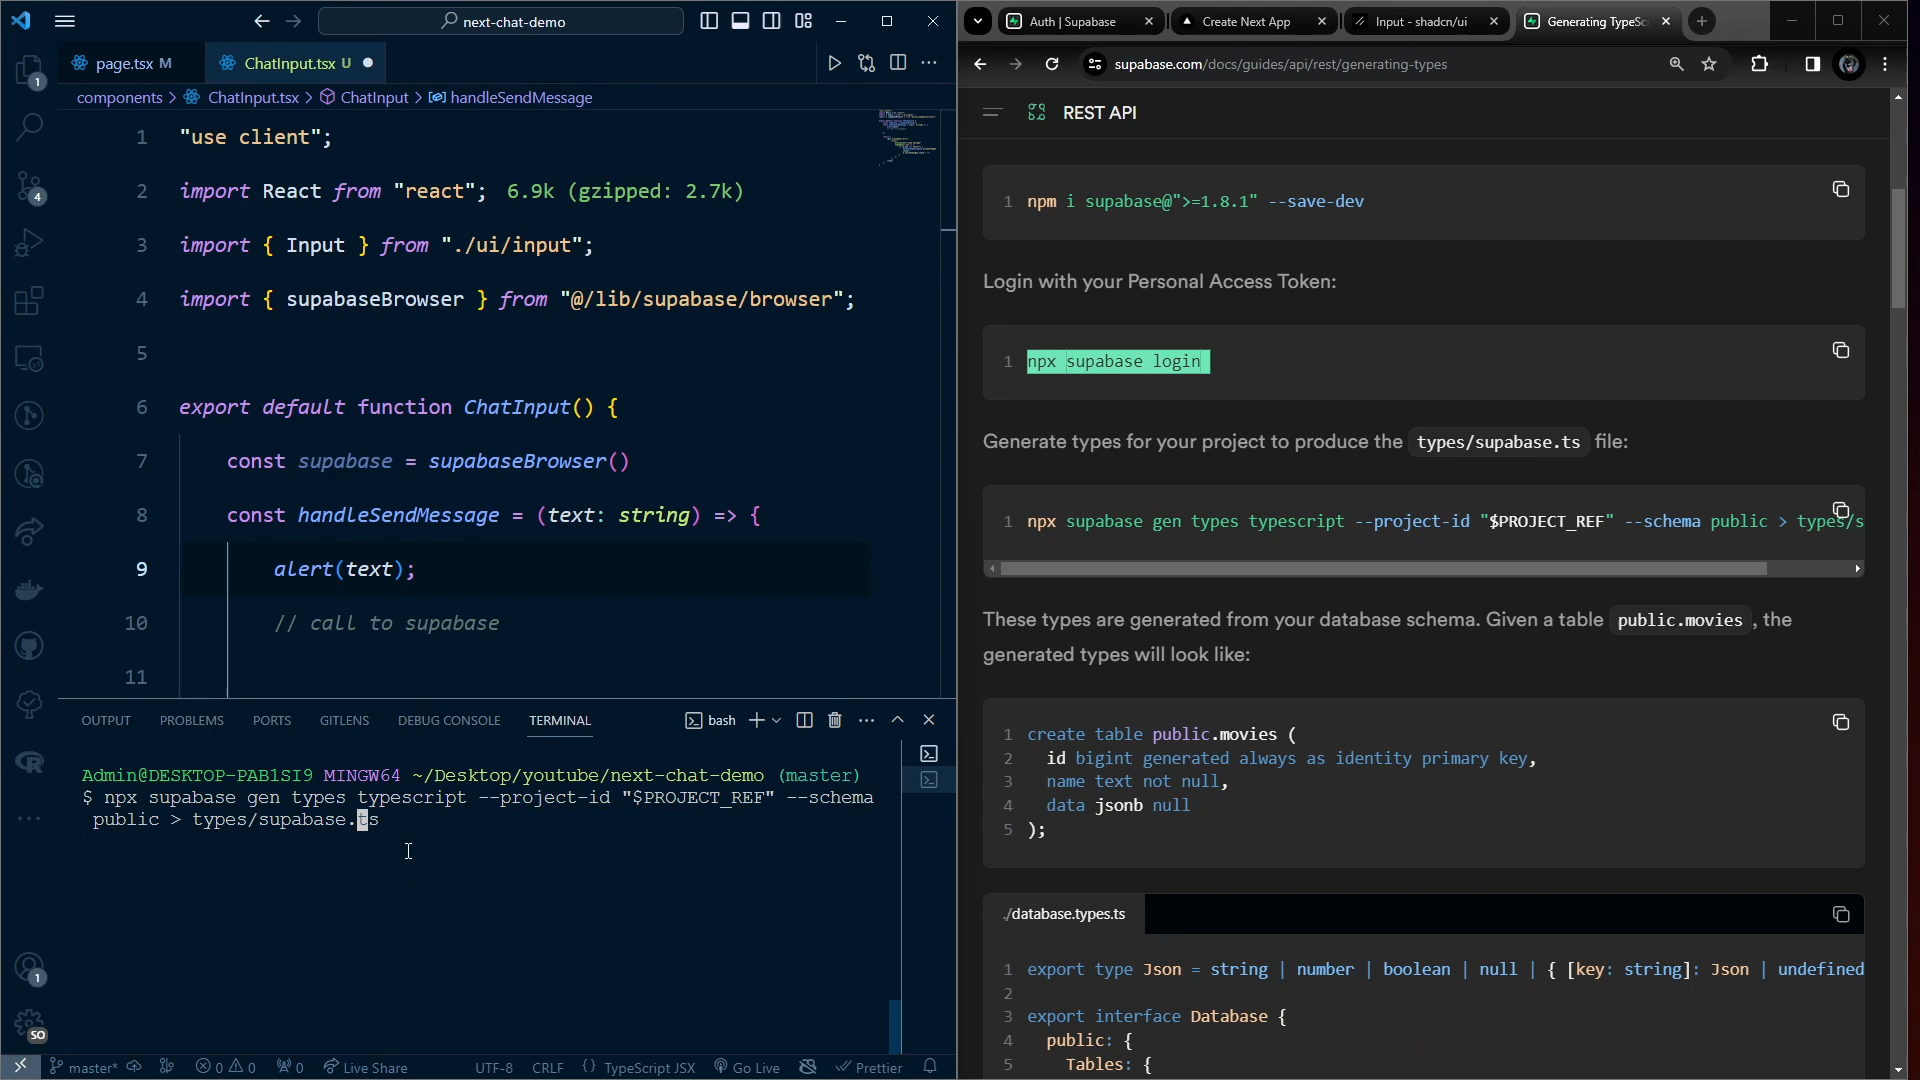 next-chat-demo
page.tsx M
ChatInput.tsx U
components > ChatInput.tsx > ChatInput > handleSendMessage
1 "use client";
2 import React from "react"; 6.9k (gzipped: 2.7k)
3 import { Input } from "./ui/input";
4 import { supabaseBrowser } from "@/lib/supabase/browser";
5
6 export default function ChatInput() {
7 const supabase = supabaseBrowser()
8 const handleSendMessage = (text: string) => {
9 alert(text);
10 // call to supabase
11
1
4
1
SO
OUTPUT PROBLEMS PORTS GITLENS DEBUG CONSOLE TERMINAL bash
Admin@DESKTOP-PAB1SI9 MINGW64 ~/Desktop/youtube/next-chat-demo (master)
$ npx supabase gen types typescript --project-id "$PROJECT_REF" --schema
public > types/supabase.ts
master* 0 0 0 Live Share UTF-8 CRLF {} TypeScript JSX Go Live Prettier
Auth | Supabase
Create Next App
Input - shadcn/ui
Generating TypeSc
supabase.com/docs/guides/api/rest/generating-types
REST API
1 npm i supabase@">=1.8.1" --save-dev
Login with your Personal Access Token:
1 npx supabase login
Generate types for your project to produce the types/supabase.ts file:
1 npx supabase gen types typescript --project-id "$PROJECT_REF" --schema public > types/s
These types are generated from your database schema. Given a table public.movies , the
generated types will look like:
1 create table public.movies (
2 id bigint generated always as identity primary key,
3 name text not null,
4 data jsonb null
5 );
./database.types.ts
1 export type Json = string | number | boolean | null | { [key: string]: Json | undefined
2
3 export interface Database {
4 public: {
5 Tables: {